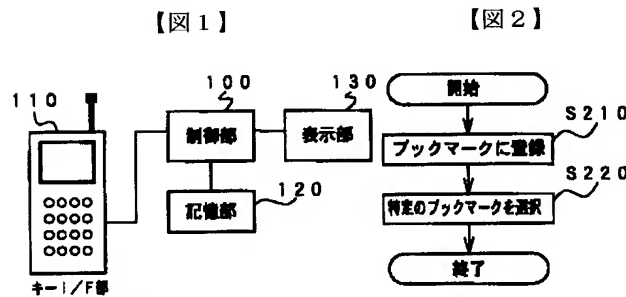 【図１】
１００
１３０
１１０
制御部
表示部
記憶部
１２０
キーＩ／Ｆ部
【図２】
開始
Ｓ２１０
ブックマークに登録
Ｓ２２０
特定のブックマークを選択
終了